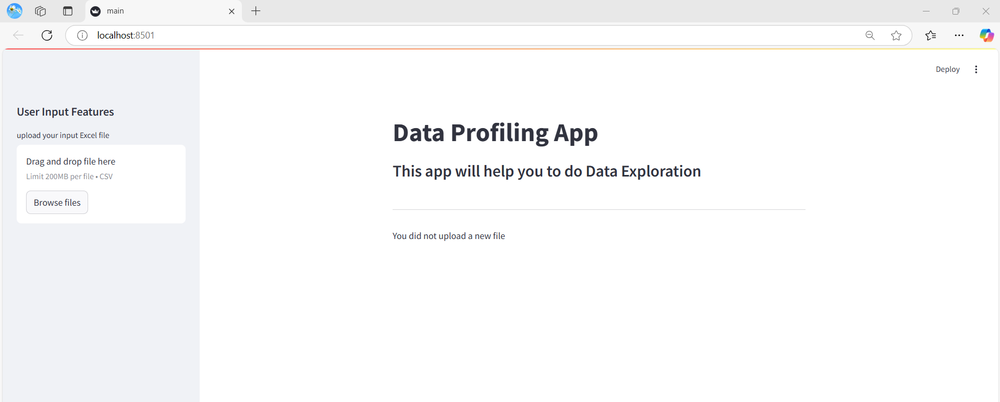 main
localhost:8501
Deploy
User Input Features
upload your input Excel file
Drag and drop file here
Limit 200MB per file • CSV
Browse files
Data Profiling App
This app will help you to do Data Exploration
You did not upload a new file